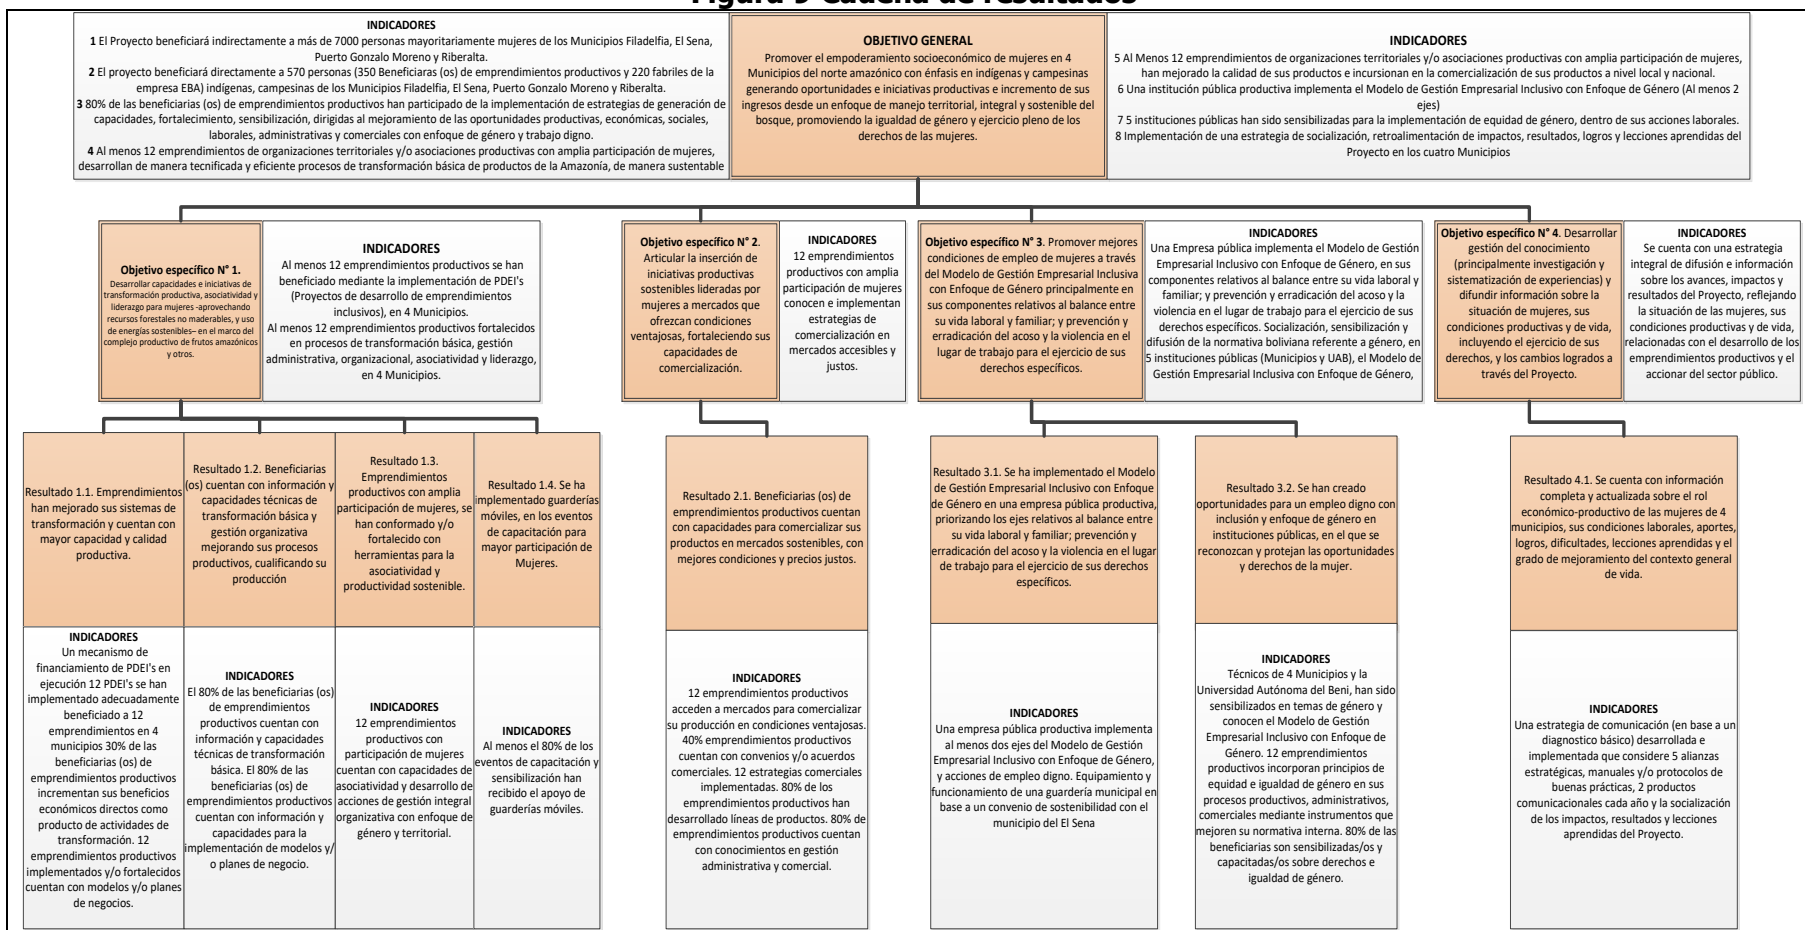 Figura 9 Cadena de resultados
INDICADORES
1 El Proyecto beneficiará indirectamente a más de 7000 personas mayoritariamente mujeres de los Municipios Filadelfia, El Sena,
Puerto Gonzalo Moreno y Riberalta.
2 El proyecto beneficiará directamente a 570 personas (350 Beneficiaras (os) de emprendimientos productivos y 220 fabriles de la
empresa EBA) indígenas, campesinas de los Municipios Filadelfia, El Sena, Puerto Gonzalo Moreno y Riberalta.
3 80% de las beneficiarias (os) de emprendimientos productivos han participado de la implementación de estrategias de generación de
capacidades, fortalecimiento, sensibilización, dirigidas al mejoramiento de las oportunidades productivas, económicas, sociales,
laborales, administrativas y comerciales con enfoque de género y trabajo digno.
4 Al menos 12 emprendimientos de organizaciones territoriales y/o asociaciones productivas con amplia participación de mujeres,
desarrollan de manera tecnificada y eficiente procesos de transformación básica de productos de la Amazonía, de manera sustentable
OBJETIVO GENERAL
Promover el empoderamiento socioeconómico de mujeres en 4
Municipios del norte amazónico con énfasis en indígenas y campesinas
generando oportunidades e iniciativas productivas e incremento de sus
ingresos desde un enfoque de manejo territorial, integral y sostenible del
bosque, promoviendo la igualdad de género y ejercicio pleno de los
derechos de las mujeres.
INDICADORES
5 Al Menos 12 emprendimientos de organizaciones territoriales y/o asociaciones productivas con amplia participación de mujeres,
han mejorado la calidad de sus productos e incursionan en la comercialización de sus productos a nivel local y nacional.
6 Una institución pública productiva implementa el Modelo de Gestión Empresarial Inclusivo con Enfoque de Género (Al menos 2
ejes)
7 5 instituciones públicas han sido sensibilizadas para la implementación de equidad de género, dentro de sus acciones laborales.
8 Implementación de una estrategia de socialización, retroalimentación de impactos, resultados, logros y lecciones aprendidas del
Proyecto en los cuatro Municipios
Objetivo específico N° 1.
Desarrollar capacidades e iniciativas de
transformación productiva, asociatividad y
liderazgo para mujeres -aprovechando
recursos forestales no maderables, y uso
de energías sostenibles– en el marco del
complejo productivo de frutos amazónicos
y otros.
INDICADORES
Al menos 12 emprendimientos productivos se han
beneficiado mediante la implementación de PDEI's
(Proyectos de desarrollo de emprendimientos
inclusivos), en 4 Municipios.
Al menos 12 emprendimientos productivos fortalecidos
en procesos de transformación básica, gestión
administrativa, organizacional, asociatividad y liderazgo,
en 4 Municipios.
Objetivo específico N° 2.
Articular la inserción de
iniciativas productivas
sostenibles lideradas por
mujeres a mercados que
ofrezcan condiciones
ventajosas, fortaleciendo sus
capacidades de
comercialización.
INDICADORES
12 emprendimientos
productivos con amplia
participación de mujeres
conocen e implementan
estrategias de
comercialización en
mercados accesibles y
justos.
Objetivo específico N° 3. Promover mejores
condiciones de empleo de mujeres a través
del Modelo de Gestión Empresarial Inclusiva
con Enfoque de Género principalmente en
sus componentes relativos al balance entre
su vida laboral y familiar; y prevención y
erradicación del acoso y la violencia en el
lugar de trabajo para el ejercicio de sus
derechos específicos.
INDICADORES
Una Empresa pública implementa el Modelo de Gestión
Empresarial Inclusivo con Enfoque de Género, en sus
componentes relativos al balance entre su vida laboral y
familiar; y prevención y erradicación del acoso y la
violencia en el lugar de trabajo para el ejercicio de sus
derechos específicos. Socialización, sensibilización y
difusión de la normativa boliviana referente a género, en
5 instituciones públicas (Municipios y UAB), el Modelo de
Gestión Empresarial Inclusiva con Enfoque de Género,
Objetivo específico N° 4. Desarrollar
gestión del conocimiento
(principalmente investigación y
sistematización de experiencias) y
difundir información sobre la
situación de mujeres, sus
condiciones productivas y de vida,
incluyendo el ejercicio de sus
derechos, y los cambios logrados a
través del Proyecto.
INDICADORES
Se cuenta con una estrategia
integral de difusión e información
sobre los avances, impactos y
resultados del Proyecto, reflejando
la situación de las mujeres, sus
condiciones productivas y de vida,
relacionadas con el desarrollo de los
emprendimientos productivos y el
accionar del sector público.
Resultado 1.1. Emprendimientos
han mejorado sus sistemas de
transformación y cuentan con
mayor capacidad y calidad
productiva.
Resultado 1.2. Beneficiarias
(os) cuentan con información y
capacidades técnicas de
transformación básica y
gestión organizativa
mejorando sus procesos
productivos, cualificando su
producción
Resultado 1.3.
Emprendimientos
productivos con amplia
participación de mujeres, se
han conformado y/o
fortalecido con
herramientas para la
asociatividad y
productividad sostenible.
Resultado 1.4. Se ha
implementado guarderías
móviles, en los eventos
de capacitación para
mayor participación de
Mujeres.
Resultado 2.1. Beneficiarias (os) de
emprendimientos productivos cuentan
con capacidades para comercializar sus
productos en mercados sostenibles, con
mejores condiciones y precios justos.
Resultado 3.1. Se ha implementado el Modelo
de Gestión Empresarial Inclusivo con Enfoque
de Género en una empresa pública productiva,
priorizando los ejes relativos al balance entre
su vida laboral y familiar; prevención y
erradicación del acoso y la violencia en el lugar
de trabajo para el ejercicio de sus derechos
específicos.
Resultado 3.2. Se han creado
oportunidades para un empleo digno con
inclusión y enfoque de género en
instituciones públicas, en el que se
reconozcan y protejan las oportunidades
y derechos de la mujer.
Resultado 4.1. Se cuenta con información
completa y actualizada sobre el rol
económico-productivo de las mujeres de 4
municipios, sus condiciones laborales, aportes,
logros, dificultades, lecciones aprendidas y el
grado de mejoramiento del contexto general
de vida.
INDICADORES
Un mecanismo de
financiamiento de PDEI's en
ejecución 12 PDEI's se han
implementado adecuadamente
beneficiado a 12
emprendimientos en 4
municipios 30% de las
beneficiarias (os) de
emprendimientos productivos
incrementan sus beneficios
económicos directos como
producto de actividades de
transformación. 12
emprendimientos productivos
implementados y/o fortalecidos
cuentan con modelos y/o planes
de negocios.
INDICADORES
El 80% de las beneficiarias (os)
de emprendimientos
productivos cuentan con
información y capacidades
técnicas de transformación
básica. El 80% de las
beneficiarias (os) de
emprendimientos productivos
cuentan con información y
capacidades para la
implementación de modelos y/
o planes de negocio.
INDICADORES
12 emprendimientos
productivos con
participación de mujeres
cuentan con capacidades de
asociatividad y desarrollo de
acciones de gestión integral
organizativa con enfoque de
género y territorial.
INDICADORES
Al menos el 80% de los
eventos de capacitación y
sensibilización han
recibido el apoyo de
guarderías móviles.
INDICADORES
12 emprendimientos productivos
acceden a mercados para comercializar
su producción en condiciones ventajosas.
40% emprendimientos productivos
cuentan con convenios y/o acuerdos
comerciales. 12 estrategias comerciales
implementadas. 80% de los
emprendimientos productivos han
desarrollado líneas de productos. 80% de
emprendimientos productivos cuentan
con conocimientos en gestión
administrativa y comercial.
INDICADORES
Una empresa pública productiva implementa
al menos dos ejes del Modelo de Gestión
Empresarial Inclusivo con Enfoque de Género,
y acciones de empleo digno. Equipamiento y
funcionamiento de una guardería municipal en
base a un convenio de sostenibilidad con el
municipio del El Sena
INDICADORES
Técnicos de 4 Municipios y la
Universidad Autónoma del Beni, han sido
sensibilizados en temas de género y
conocen el Modelo de Gestión
Empresarial Inclusivo con Enfoque de
Género. 12 emprendimientos
productivos incorporan principios de
equidad e igualdad de género en sus
procesos productivos, administrativos,
comerciales mediante instrumentos que
mejoren su normativa interna. 80% de las
beneficiarias son sensibilizadas/os y
capacitadas/os sobre derechos e
igualdad de género.
INDICADORES
Una estrategia de comunicación (en base a un
diagnostico básico) desarrollada e
implementada que considere 5 alianzas
estratégicas, manuales y/o protocolos de
buenas prácticas, 2 productos
comunicacionales cada año y la socialización
de los impactos, resultados y lecciones
aprendidas del Proyecto.